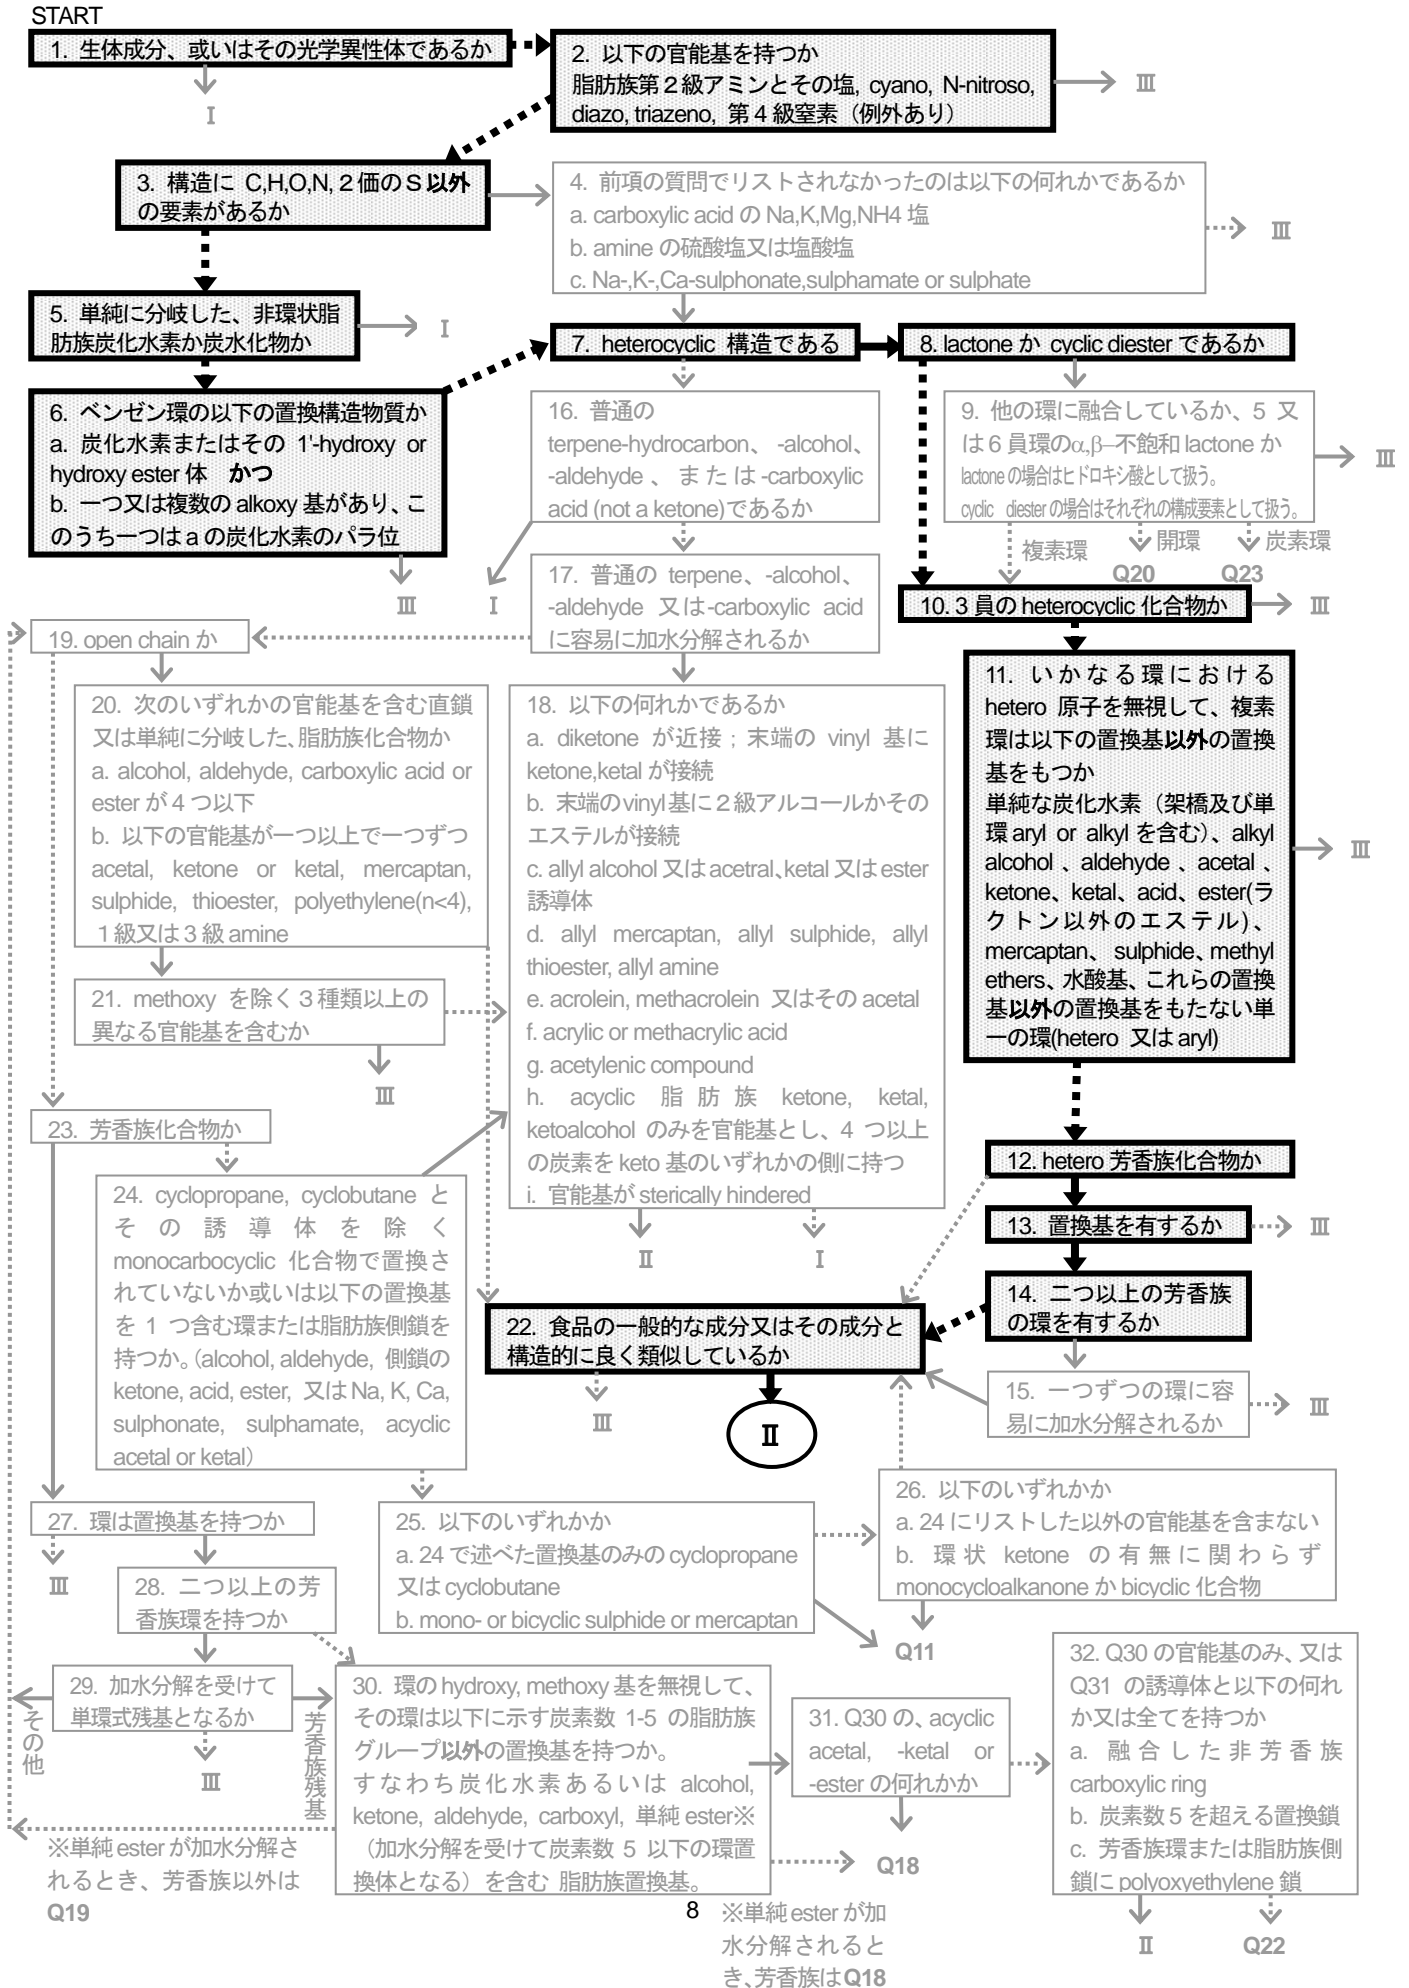 START
1. 生体成分、或いはその光学異性体であるか
I
2. 以下の官能基を持つか
脂肪族第2級アミンとその塩, cyano, N-nitroso,
diazo, triazeno, 第4級窒素（例外あり）
Ⅲ
3. 構造に C,H,O,N,2価のS以外
の要素があるか
4. 前項の質問でリストされなかったのは以下の何れかであるか
a. carboxylic acid の Na,K,Mg,NH4 塩
b. amine の硫酸塩又は塩酸塩
c. Na-,K-,Ca-sulphonate,sulphamate or sulphate
Ⅲ
5. 単純に分岐した、非環状脂
肪族炭化水素か炭水化物か
I
6. ベンゼン環の以下の置換構造物質か
a. 炭化水素またはその 1'-hydroxy or
hydroxy ester 体 かつ
b. 一つ又は複数の alkoxy 基があり、こ
のうち一つは a の炭化水素のパラ位
Ⅲ
7. heterocyclic 構造である
8. lactone か cyclic diester であるか
9. 他の環に融合しているか、5 又
は 6 員環のα,β–不飽和 lactone か
lactone の場合はヒドロキシ酸として扱う。
cyclic diester の場合はそれぞれの構成要素として扱う。
Ⅲ
複素環
開環
炭素環
Q20
Q23
10. 3 員の heterocyclic 化合物か
Ⅲ
11. いかなる環における
hetero 原子を無視して、複素
環は以下の置換基以外の置換
基をもつか
単純な炭化水素（架橋及び単
環 aryl or alkyl を含む）、alkyl
alcohol 、aldehyde 、acetal 、
ketone、ketal、acid、ester(ラ
クトン以外のエステル)、
mercaptan、sulphide、methyl
ethers、水酸基、これらの置換
基以外の置換基をもたない単
一の環(hetero 又は aryl)
Ⅲ
12. hetero 芳香族化合物か
13. 置換基を有するか
Ⅲ
14. 二つ以上の芳香族
の環を有するか
15. 一つずつの環に容
易に加水分解されるか
Ⅲ
16. 普通の
terpene-hydrocarbon、-alcohol、
-aldehyde、または-carboxylic
acid (not a ketone)であるか
I
17. 普通の terpene、-alcohol、
-aldehyde 又は-carboxylic acid
に容易に加水分解されるか
18. 以下の何れかであるか
a. diketone が近接；末端の vinyl 基に
ketone,ketal が接続
b. 末端のvinyl基に2級アルコールかその
エステルが接続
c. allyl alcohol 又は acetral、ketal 又は ester
誘導体
d. allyl mercaptan, allyl sulphide, allyl
thioester, allyl amine
e. acrolein, methacrolein 又はその acetal
f. acrylic or methacrylic acid
g. acetylenic compound
h. acyclic 脂肪族 ketone, ketal,
ketoalcohol のみを官能基とし、4 つ以上
の炭素を keto 基のいずれかの側に持つ
i. 官能基が sterically hindered
Ⅱ
I
19. open chain か
20. 次のいずれかの官能基を含む直鎖
又は単純に分岐した、脂肪族化合物か
a. alcohol, aldehyde, carboxylic acid or
ester が 4 つ以下
b. 以下の官能基が一つ以上で一つずつ
acetal, ketone or ketal, mercaptan,
sulphide, thioester, polyethylene(n<4),
1級又は3級 amine
21. methoxy を除く3種類以上の
異なる官能基を含むか
Ⅲ
22. 食品の一般的な成分又はその成分と
構造的に良く類似しているか
Ⅲ
Ⅱ
23. 芳香族化合物か
24. cyclopropane, cyclobutane と
その誘導体を除く
monocarbocyclic 化合物で置換さ
れていないか或いは以下の置換基
を 1 つ含む環または脂肪族側鎖を
持つか。(alcohol, aldehyde, 側鎖の
ketone, acid, ester, 又は Na, K, Ca,
sulphonate, sulphamate, acyclic
acetal or ketal）
25. 以下のいずれかか
a. 24 で述べた置換基のみの cyclopropane
又は cyclobutane
b. mono- or bicyclic sulphide or mercaptan
Q11
26. 以下のいずれかか
a. 24 にリストした以外の官能基を含まない
b. 環状 ketone の有無に関わらず
monocycloalkanone か bicyclic 化合物
27. 環は置換基を持つか
Ⅲ
28. 二つ以上の芳
香族環を持つか
29. 加水分解を受けて
単環式残基となるか
その他
芳香族残基
Ⅲ
30. 環の hydroxy, methoxy 基を無視して、
その環は以下に示す炭素数 1-5 の脂肪族
グループ以外の置換基を持つか。
すなわち炭化水素あるいは alcohol,
ketone, aldehyde, carboxyl, 単純 ester※
（加水分解を受けて炭素数 5 以下の環置
換体となる）を含む 脂肪族置換基。
31. Q30 の、acyclic
acetal, -ketal or
-ester の何れかか
Q18
32. Q30 の官能基のみ、又は
Q31 の誘導体と以下の何れ
か又は全てを持つか
a. 融合した非芳香族
carboxylic ring
b. 炭素数 5 を超える置換鎖
c. 芳香族環または脂肪族側
鎖に polyoxyethylene 鎖
Ⅱ
Q22
※単純 ester が加水分解さ
れるとき、芳香族以外は
Q19
8
※単純 ester が加
水分解されると
き、芳香族は Q18